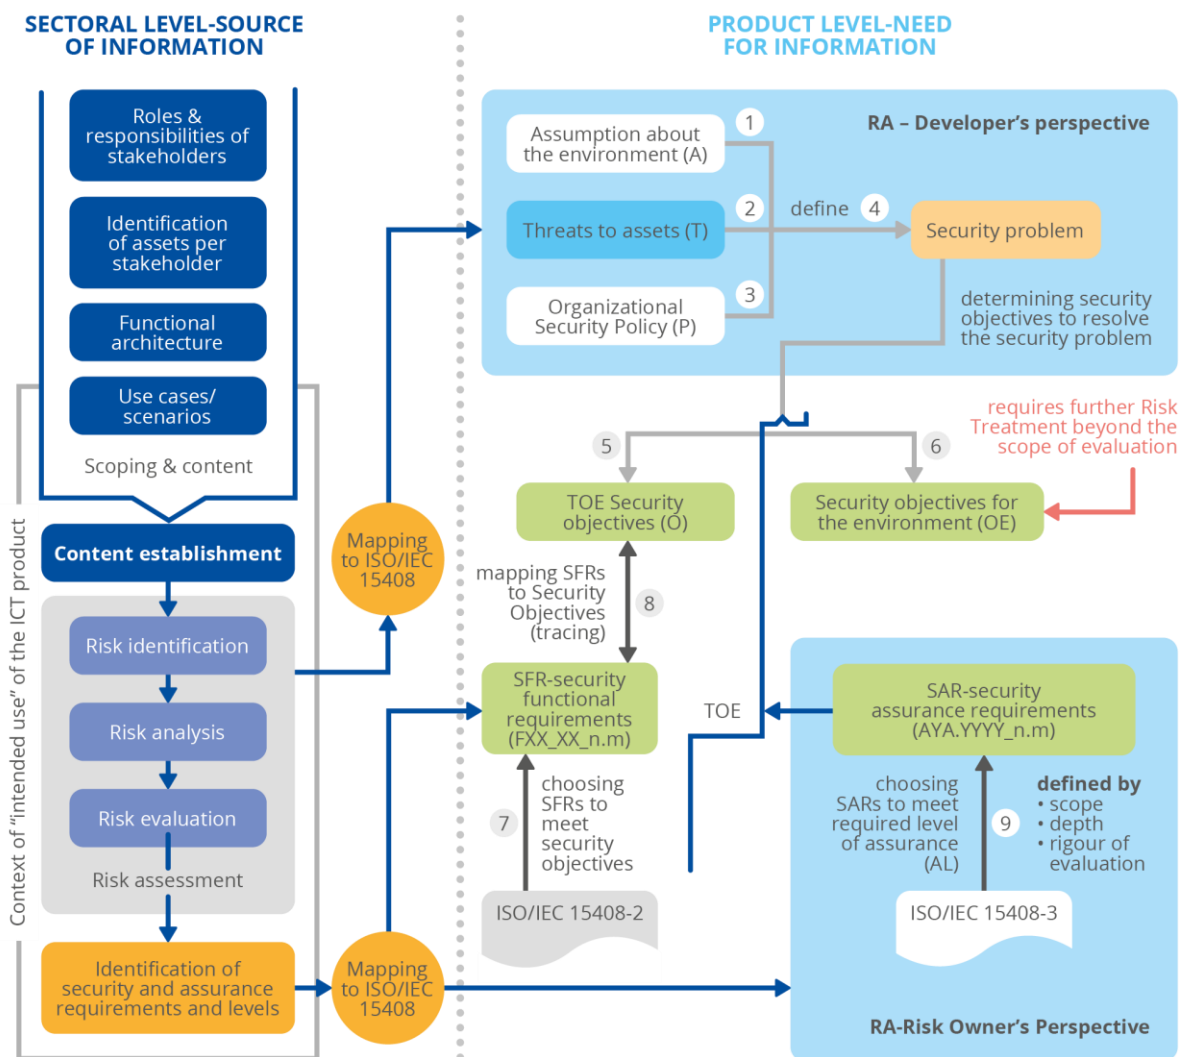 SECTORAL LEVEL-SOURCE
OF INFORMATION
Roles &
responsibilities of
stakeholders
Identification
of assets per
stakeholder
Functional
architecture
Use cases/
scenarios
Scoping & content
Content establishment
Risk identification
Risk analysis
Risk evaluation
Risk assessment
Identification of
security and assurance
requirements and levels
Context of “intended use” of the ICT product
Mapping
to ISO/IEC
15408
Mapping
to ISO/IEC
15408
PRODUCT LEVEL-NEED
FOR INFORMATION
RA – Developer’s perspective
Assumption about
the environment (A)
1
Threats to assets (T)
2
define
4
Security problem
Organizational
Security Policy (P)
3
determining security
objectives to resolve
the security problem
requires further Risk
Treatment beyond the
scope of evaluation
5
6
TOE Security
objectives (O)
Security objectives for
the environment (OE)
mapping SFRs
to Security
Objectives
(tracing)
8
SFR-security
functional
requirements
(FXX_XX_n.m)
TOE
SAR-security
assurance requirements
(AYA.YYYY_n.m)
7
choosing
SFRs to
meet
security
objectives
choosing
SARs to meet
required level
of assurance
(AL)
9
defined by
• scope
• depth
• rigour of
evaluation
ISO/IEC 15408-2
ISO/IEC 15408-3
RA-Risk Owner’s Perspective